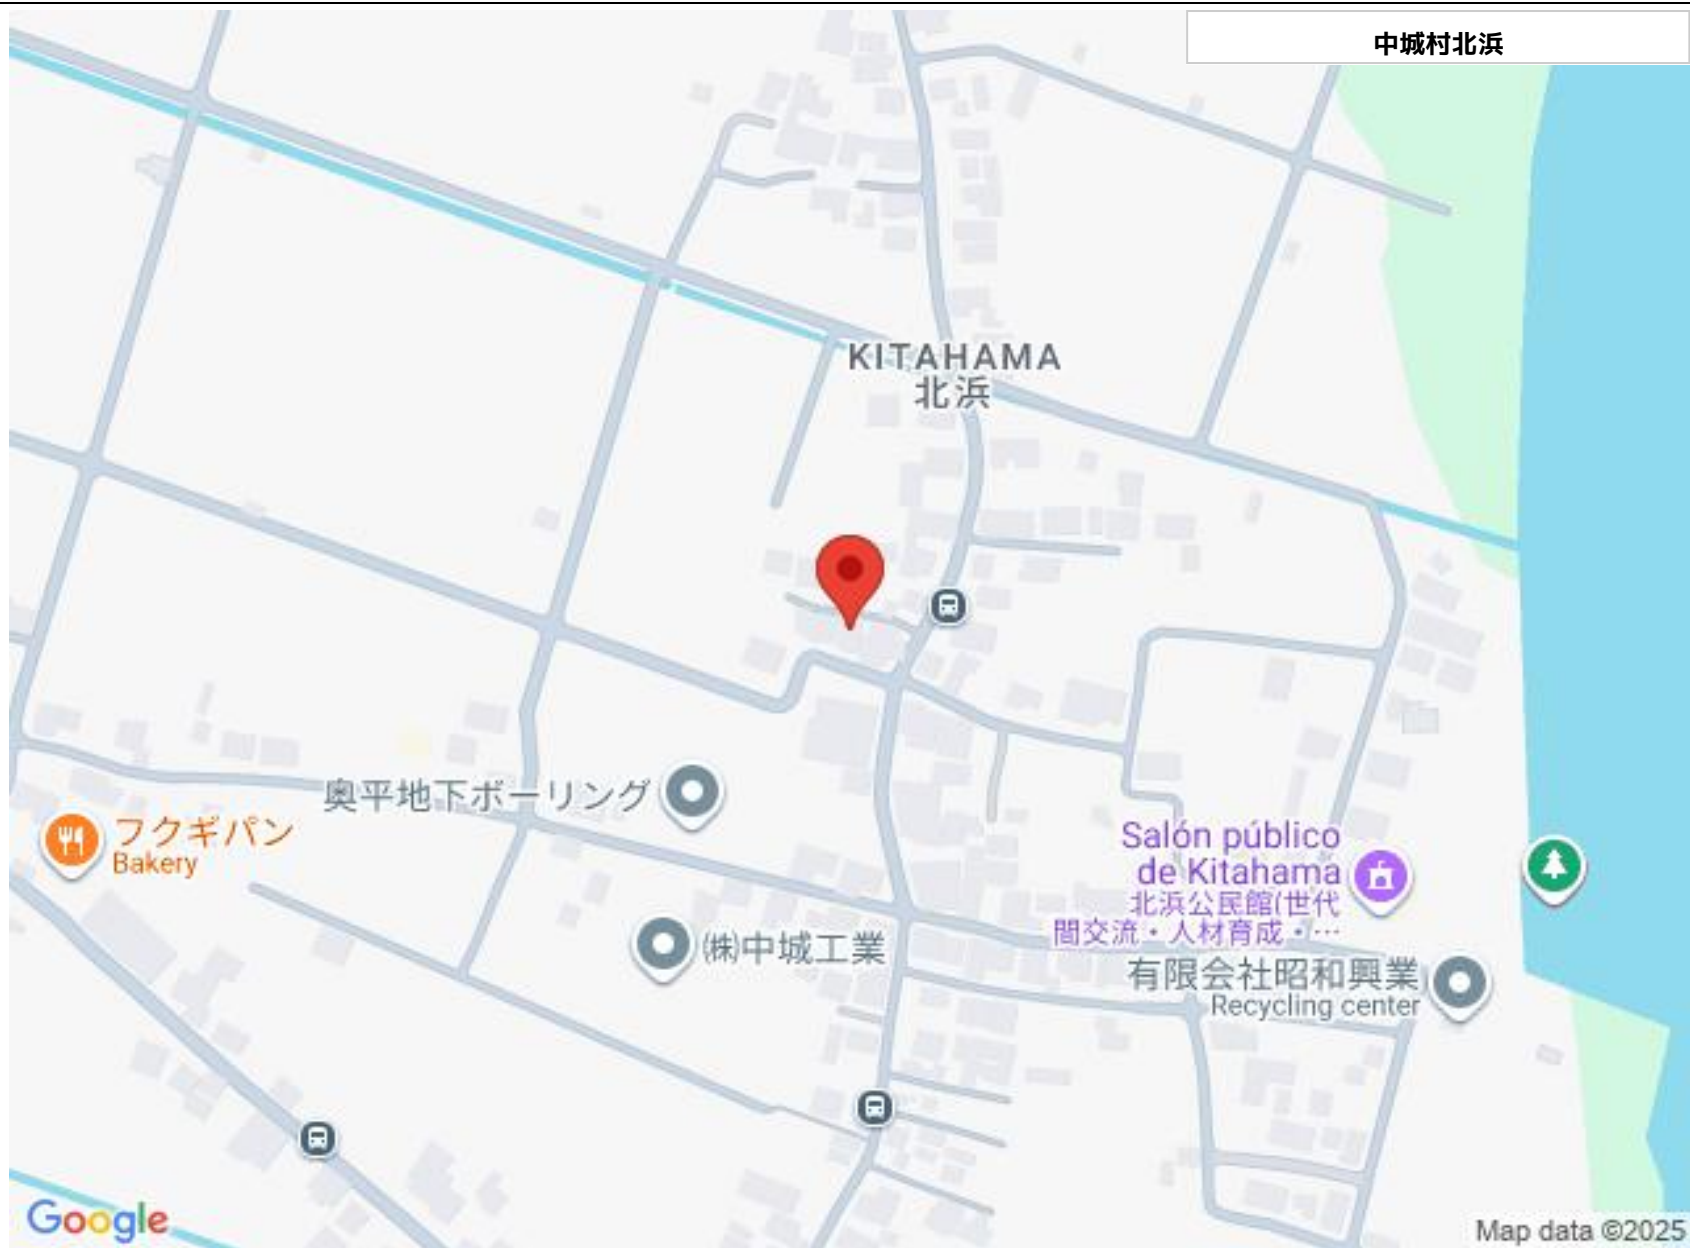 中城村北浜
KITAHAMA
北浜
奥平地下ボーリング
フクギパン
Bakery
Salón público
de Kitahama
北浜公民館(世代
間交流・人材育成・…
㈱中城工業
有限会社昭和興業
Recycling center
Google
Map data ©2025